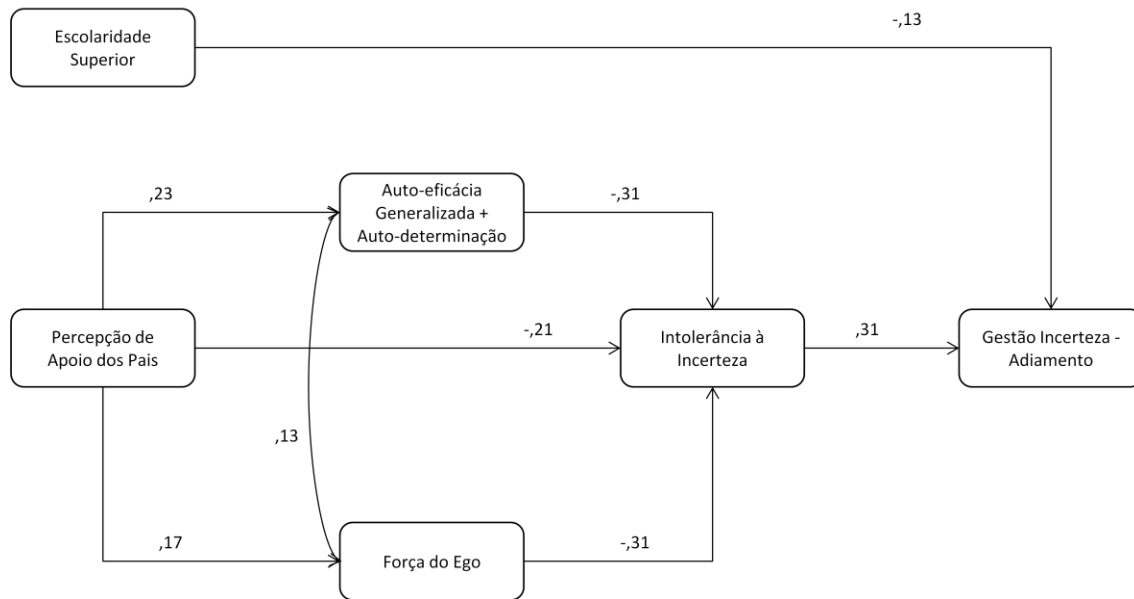 -,13
Escolaridade
Superior
Auto-eficácia
Generalizada +
Auto-determinação
,23
-,31
Percepção de
Apoio dos Pais
-,21
Intolerância à
Incerteza
,31
Gestão Incerteza -
Adiamento
,13
,17
Força do Ego
-,31